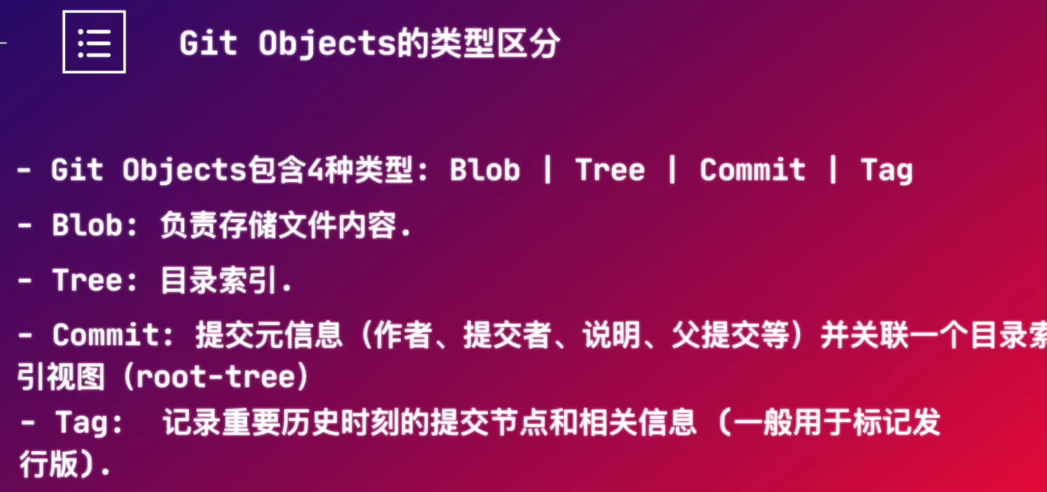 Git Objects的类型区分
- Git Objects包含4种类型: Blob | Tree | Commit | Tag
- Blob: 负责存储文件内容.
- Tree: 目录索引.
- Commit: 提交元信息（作者、提交者、说明、父提交等）并关联一个目录索
引视图（root-tree）
- Tag: 记录重要历史时刻的提交节点和相关信息 (一般用于标记发
行版).